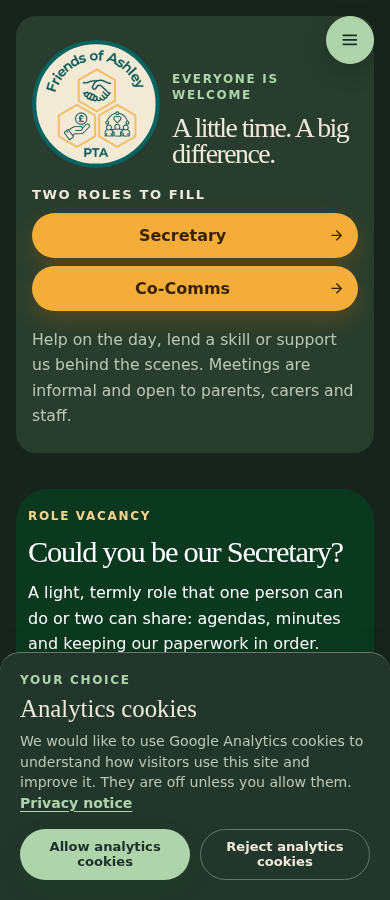 Friends of Ashley
£
PTA
EVERYONE IS
WELCOME
A little time. A big
difference.
TWO ROLES TO FILL
Secretary
Co-Comms
Help on the day, lend a skill or support
us behind the scenes. Meetings are
informal and open to parents, carers and
staff.
ROLE VACANCY
Could you be our Secretary?
A light, termly role that one person can
do or two can share: agendas, minutes
and keeping our paperwork in order.
YOUR CHOICE
Analytics cookies
We would like to use Google Analytics cookies to
understand how visitors use this site and
improve it. They are off unless you allow them.
Privacy notice
Allow analytics
cookies
Reject analytics
cookies